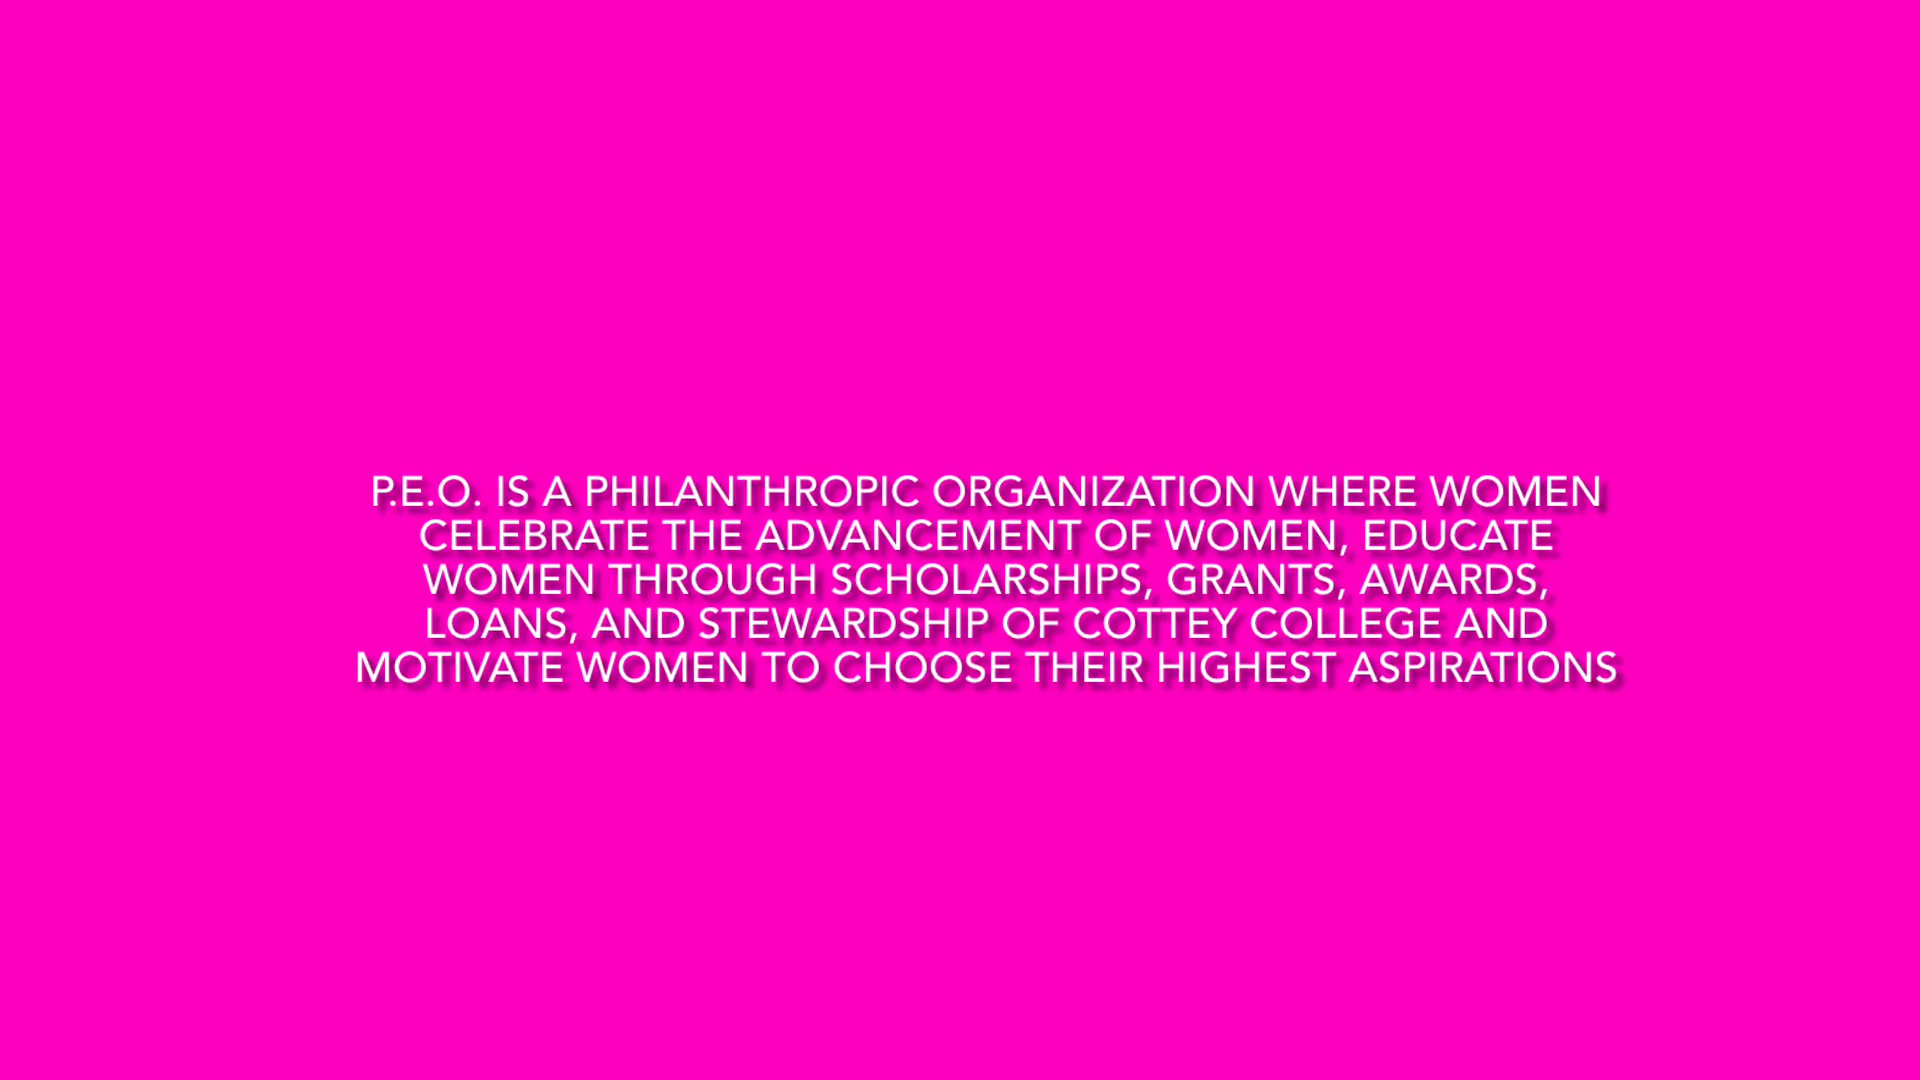 P.E.O. IS A PHILANTHROPIC ORGANIZATION WHERE WOMEN
CELEBRATE THE ADVANCEMENT OF WOMEN, EDUCATE
WOMEN THROUGH SCHOLARSHIPS, GRANTS, AWARDS,
LOANS, AND STEWARDSHIP OF COTTEY COLLEGE AND
MOTIVATE WOMEN TO CHOOSE THEIR HIGHEST ASPIRATIONS